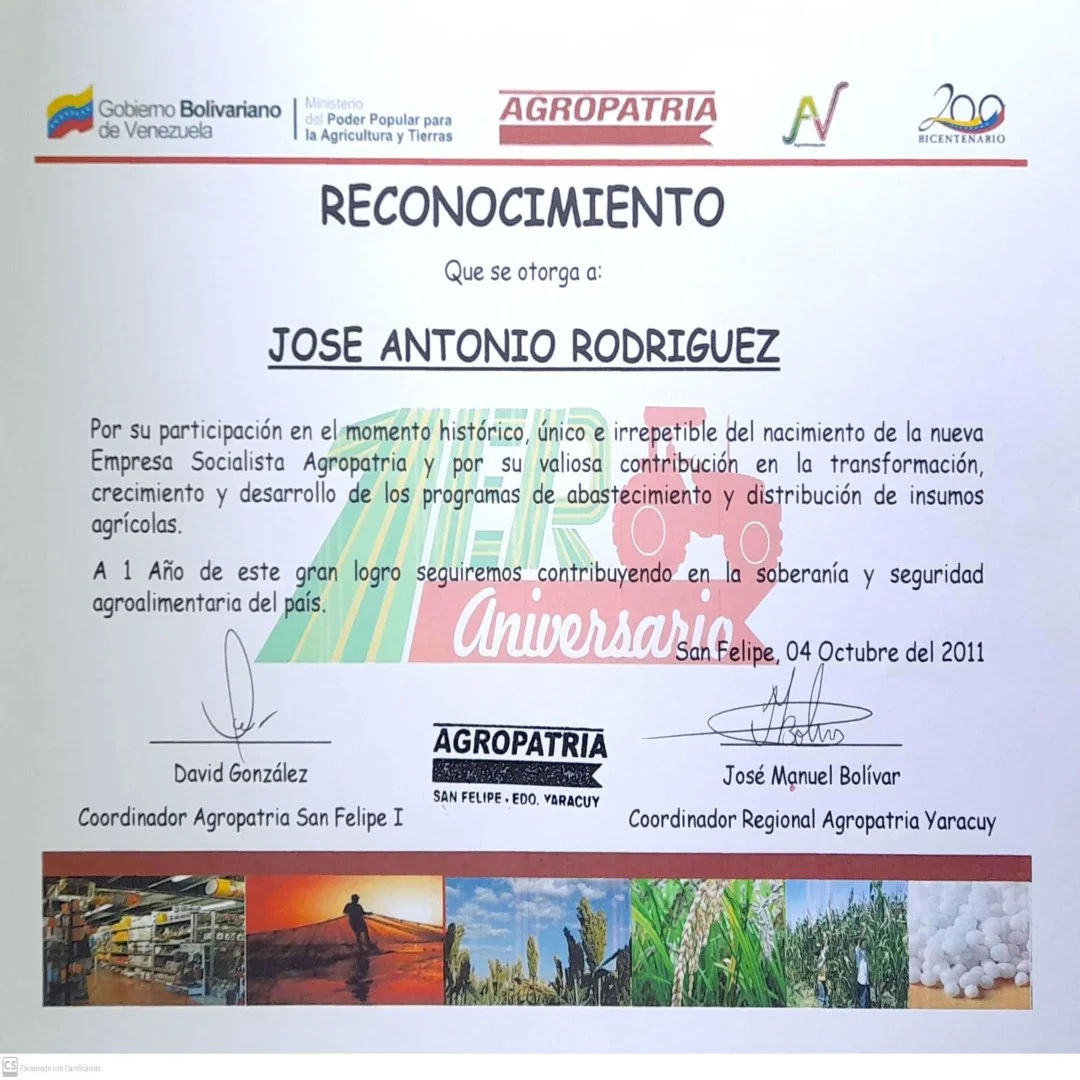 Gobierno Bolivariano
de Venezuela
Ministerio
del Poder Popular para
la Agricultura y Tierras
AGROPATRIA
AV
200
BICENTENARIO
RECONOCIMIENTO
Que se otorga a:
JOSE ANTONIO RODRIGUEZ
Por su participación en el momento histórico, único e irrepetible del nacimiento de la nueva
Empresa Socialista Agropatria y por su valiosa contribución en la transformación,
crecimiento y desarrollo de los programas de abastecimiento y distribución de insumos
agrícolas.
A 1 Año de este gran logro seguiremos contribuyendo en la soberanía y seguridad
agroalimentaria del país.
1ER
Aniversario
San Felipe, 04 Octubre del 2011
AGROPATRIA
SAN FELIPE - EDO. YARACUY
David González
José Manuel Bolívar
Coordinador Agropatria San Felipe I
Coordinador Regional Agropatria Yaracuy
CS Escaneado con CamScanner